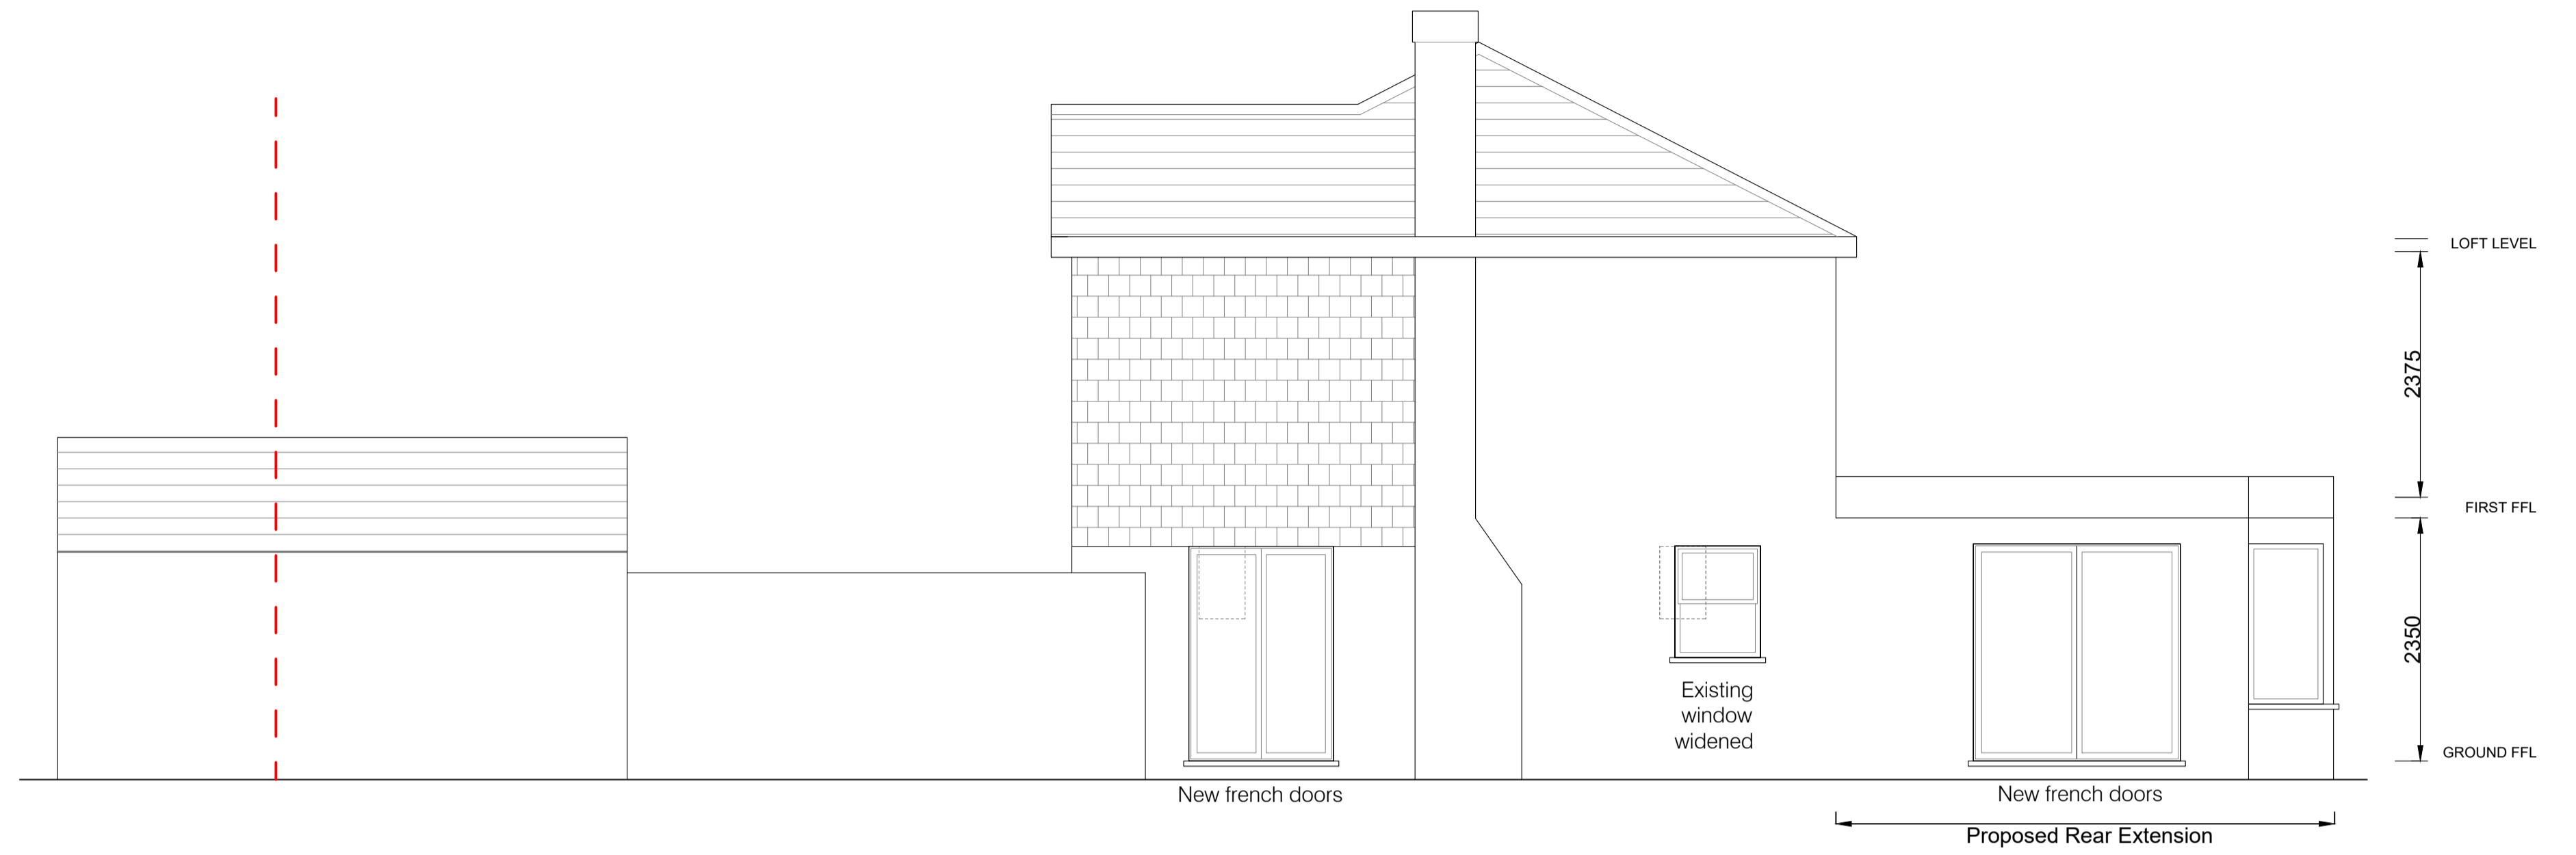 LOFT LEVEL
2375
FIRST FFL
2350
GROUND FFL
Existing
window
widened
New french doors
New french doors
Proposed Rear Extension